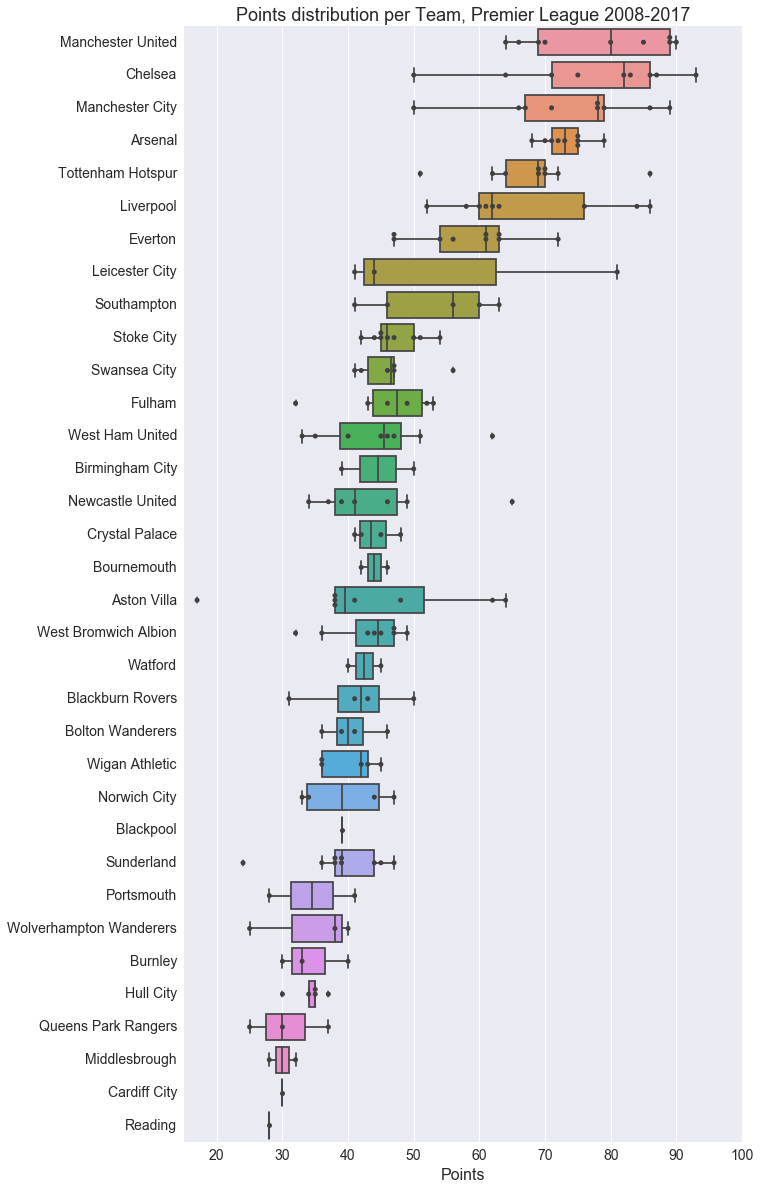 Points distribution per Team, Premier League 2008-2017
Manchester United
Chelsea
Manchester City
Arsenal
Tottenham Hotspur
Liverpool
Everton
Leicester City
Southampton
Stoke City
Swansea City
Fulham
West Ham United
Birmingham City
Newcastle United
Crystal Palace
Bournemouth
Aston Villa
West Bromwich Albion
Watford
Blackburn Rovers
Bolton Wanderers
Wigan Athletic
Norwich City
Blackpool
Sunderland
Portsmouth
Wolverhampton Wanderers
Burnley
Hull City
Queens Park Rangers
Middlesbrough
Cardiff City
Reading
20 30 40 50 60 70 80 90 100
Points